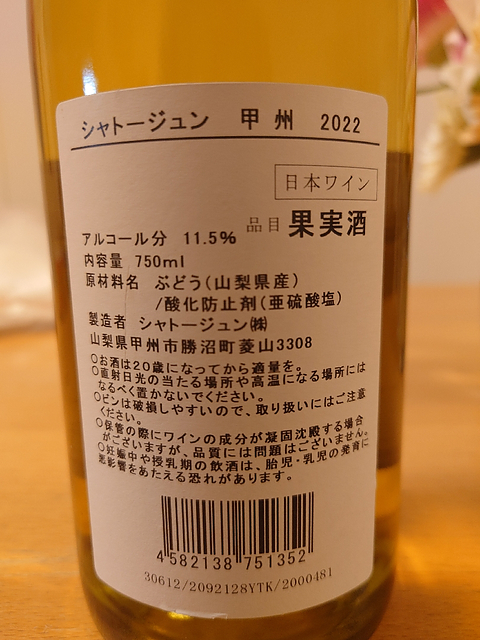 シャトージュン 甲州 2022
日本ワイン
品目 果実酒
アルコール分 11.5%
内容量 750ml
原材料名 ぶどう(山梨県産)
/酸化防止剤(亜硫酸塩)
製造者 シャトージュン㈱
山梨県甲州市勝沼町菱山3308
○お酒は20歳になってから適量を。
○直射日光の当たる場所や高温になる場所には
なるべく置かないでください。
○ビンは破損しやすいので、取り扱いにはご注意
ください。
○保管の際にワインの成分が凝固沈殿する場合
がございますが、品質には問題はございません。
○妊娠中や授乳期の飲酒は、胎児・乳児の発育に
悪影響をあたえる恐れがあります。
4 582138 751352
30612/2092128YTK/2000481